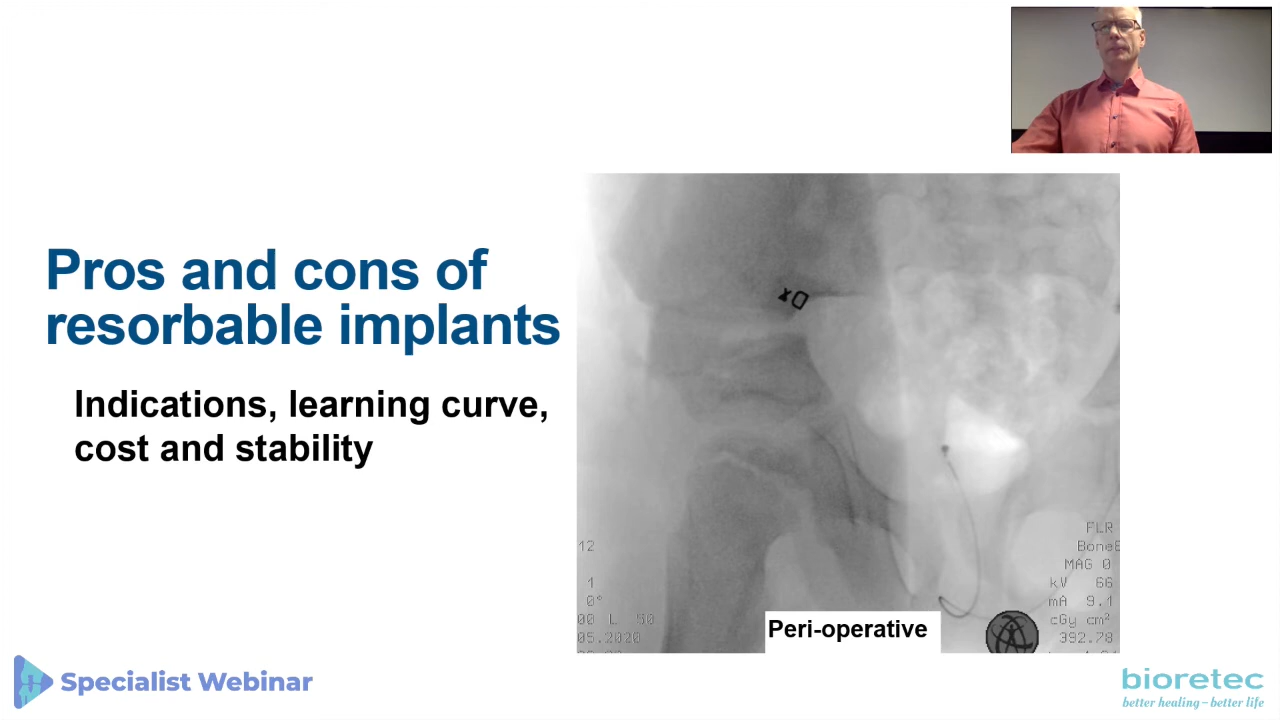 Pros and cons of
resorbable implants
Indications, learning curve,
cost and stability
FLR
12
MAG 0
1
kV 66
0°
mA 9.1
00 L 50
cGy cm²
05.2020
392.78
Peri-operative
Specialist Webinar
bioretec
better healing – better life